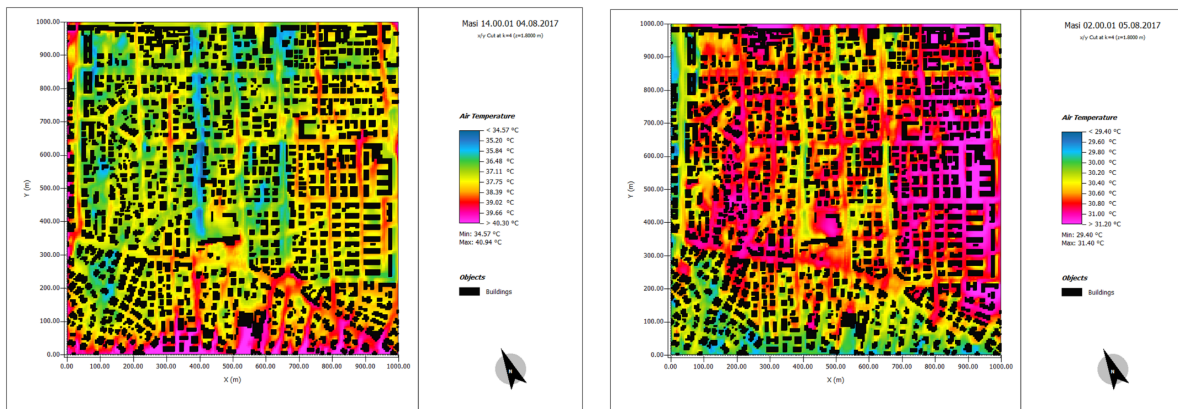 Masi 14.00.01 04.08.2017
x/y Cut at k=4 (z=1.8000 m)
1000.00
900.00
800.00
700.00
600.00
500.00
400.00
300.00
200.00
100.00
0.00
Y (m)
0.00 100.00 200.00 300.00 400.00 500.00 600.00 700.00 800.00 900.00 1000.00
X (m)
Air Temperature
< 34.57 °C
35.20 °C
35.84 °C
36.48 °C
37.11 °C
37.75 °C
38.39 °C
39.02 °C
39.66 °C
> 40.30 °C
Min: 34.57 °C
Max: 40.94 °C
Objects
Buildings
N
Masi 02.00.01 05.08.2017
x/y Cut at k=4 (z=1.8000 m)
1000.00
900.00
800.00
700.00
600.00
500.00
400.00
300.00
200.00
100.00
0.00
Y (m)
0.00 100.00 200.00 300.00 400.00 500.00 600.00 700.00 800.00 900.00 1000.00
X (m)
Air Temperature
< 29.40 °C
29.60 °C
29.80 °C
30.00 °C
30.20 °C
30.40 °C
30.60 °C
30.80 °C
31.00 °C
> 31.20 °C
Min: 29.40 °C
Max: 31.40 °C
Objects
Buildings
N